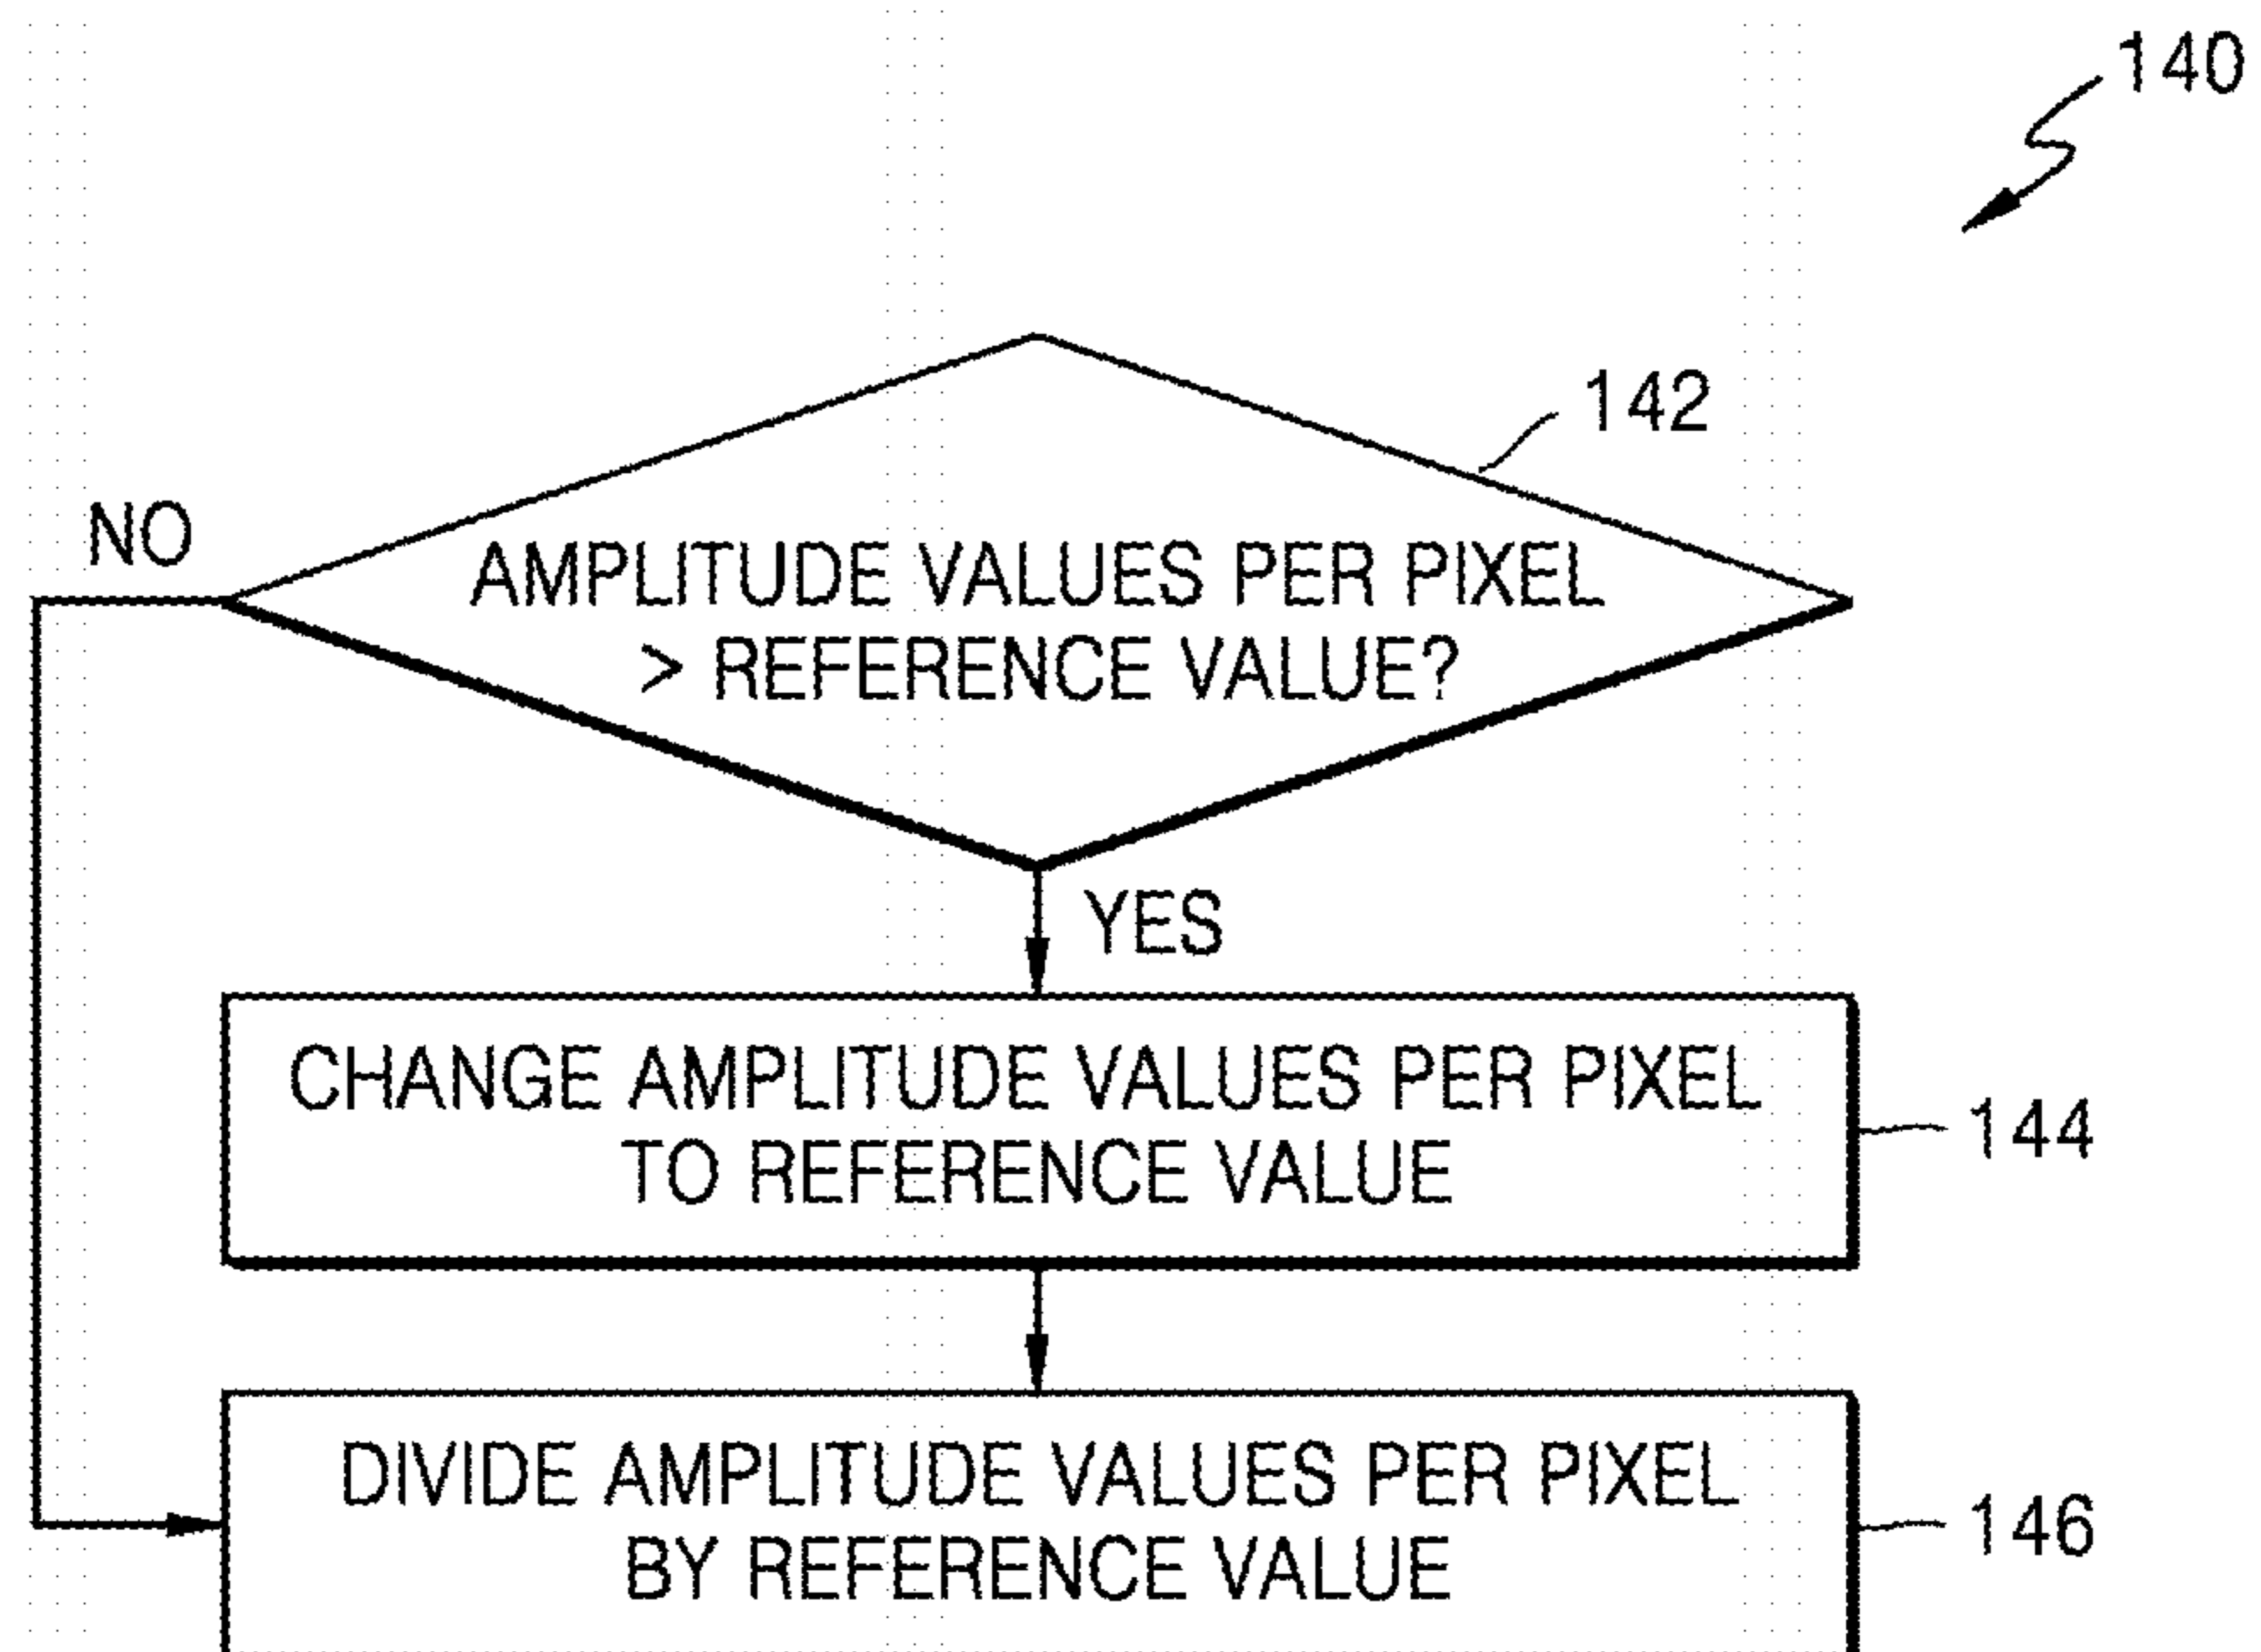 140
142
NO
AMPLITUDE VALUES PER PIXEL
> REFERENCE VALUE?
YES
CHANGE AMPLITUDE VALUES PER PIXEL
TO REFERENCE VALUE
144
DIVIDE AMPLITUDE VALUES PER PIXEL
BY REFERENCE VALUE
146